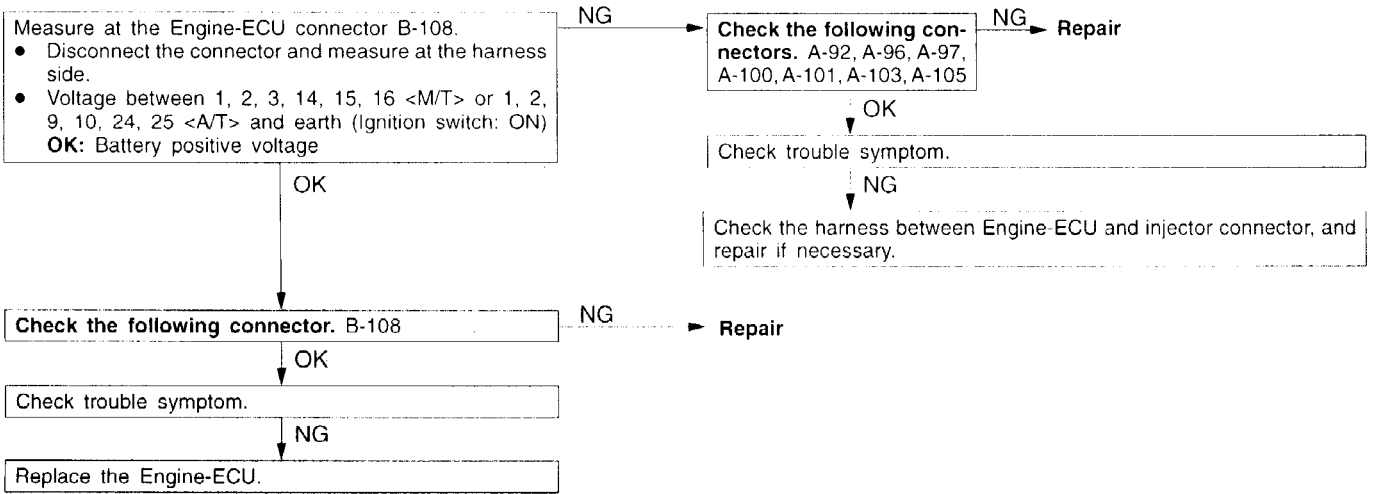 Measure at the Engine-ECU connector B-108.
● Disconnect the connector and measure at the harness
side.
● Voltage between 1, 2, 3, 14, 15, 16 <M/T> or 1, 2,
9, 10, 24, 25 <A/T> and earth (Ignition switch: ON)
OK: Battery positive voltage
NG
Check the following con-
nectors. A-92, A-96, A-97,
A-100, A-101, A-103, A-105
NG
Repair
OK
Check trouble symptom.
NG
Check the harness between Engine-ECU and injector connector, and
repair if necessary.
OK
Check the following connector. B-108
NG
Repair
OK
Check trouble symptom.
NG
Replace the Engine-ECU.